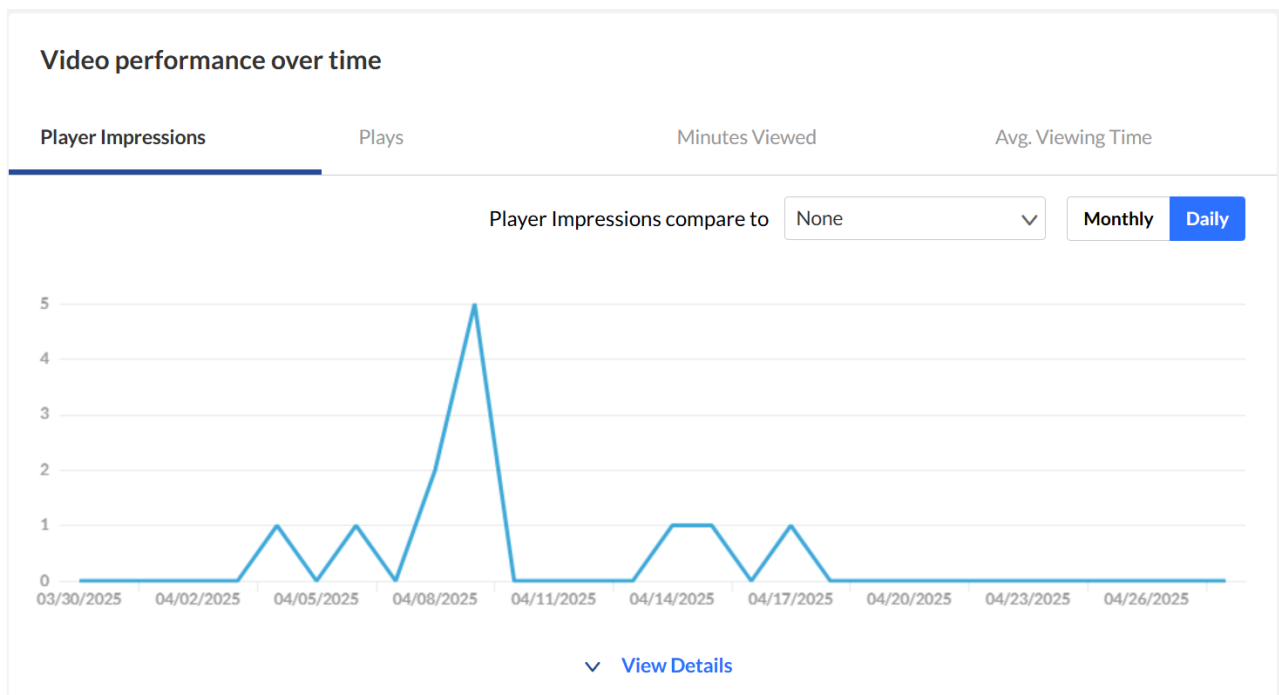 Video performance over time
Player Impressions Plays Minutes Viewed Avg. Viewing Time
Player Impressions compare to None Monthly Daily
5
4
3
2
1
0
03/30/2025 04/02/2025 04/05/2025 04/08/2025 04/11/2025 04/14/2025 04/17/2025 04/20/2025 04/23/2025 04/26/2025
View Details